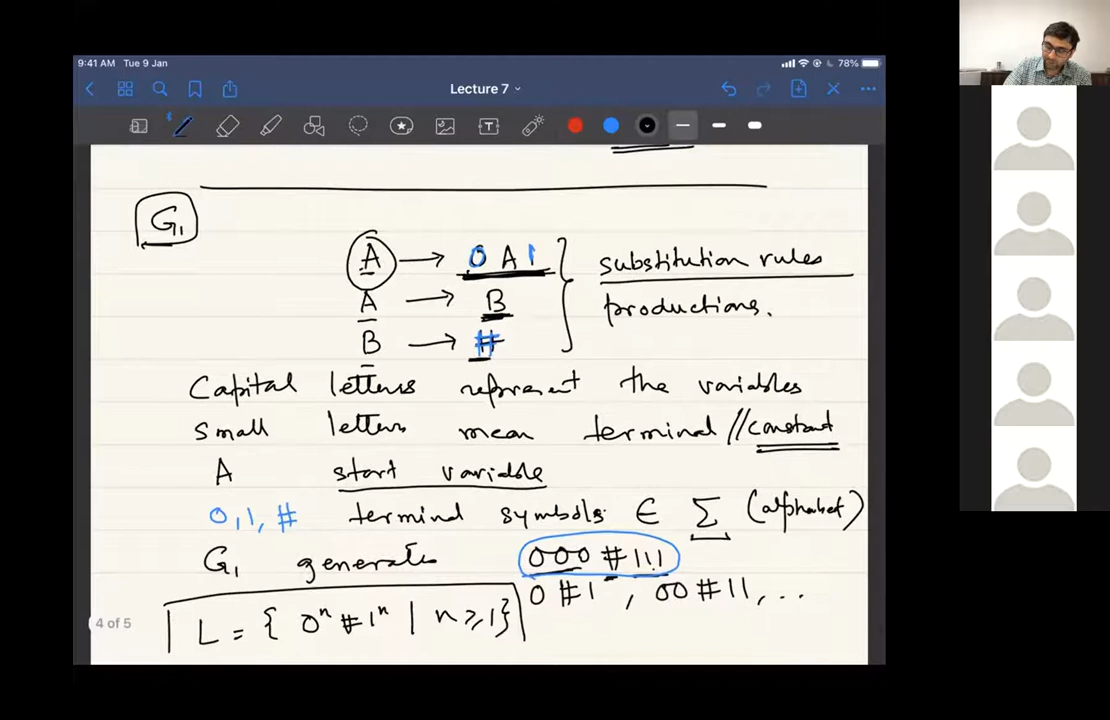 9:41 AM Tue 9 Jan 78%
Lecture 7
G₁
A → 0 A 1 substitution rules
A → B productions.
B → #
Capital letters represent the variables
small letters mean terminal // constant
A start variable
0, 1, # terminal symbols ∈ Σ (alphabet)
G₁ generates 000 # 111
0 # 1 , 00 # 11, ...
L = { 0ⁿ # 1ⁿ | n ≥ 1 }
4 of 5